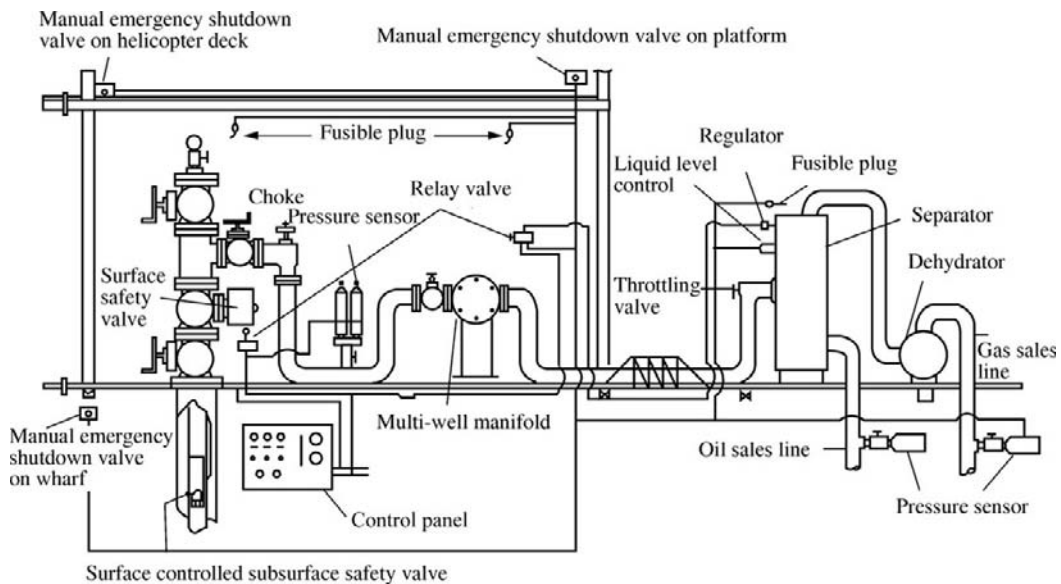 Manual emergency shutdown
valve on helicopter deck
Manual emergency shutdown valve on platform
Fusible plug
Regulator
Liquid level
control
Fusible plug
Relay valve
Choke
Pressure sensor
Separator
Dehydrator
Surface
safety
valve
Throttling
valve
Gas sales
line
Multi-well manifold
Manual emergency
shutdown valve
on wharf
Oil sales line
Control panel
Pressure sensor
Surface controlled subsurface safety valve